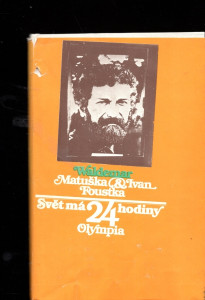 Waldemar
Matuška & Ivan
Foustka
Svět má 24 hodiny
Olympia